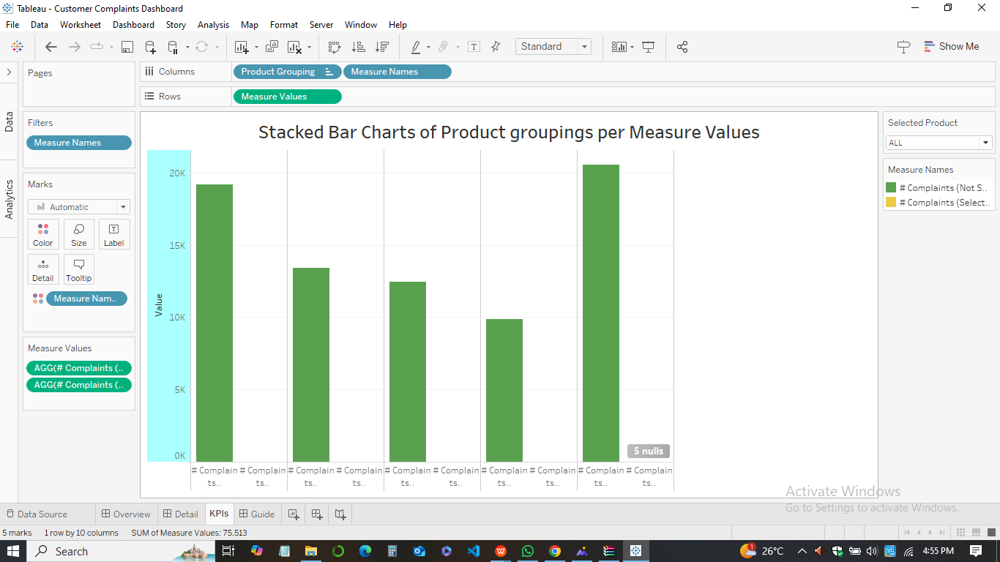 Tableau - Customer Complaints Dashboard
File Data Worksheet Dashboard Story Analysis Map Format Server Window Help
Standard
Show Me
Pages
Columns
Product Grouping
Measure Names
Rows
Measure Values
Data
Analytics
Filters
Measure Names
Marks
Automatic
Color
Size
Label
Detail
Tooltip
Measure Nam..
Measure Values
AGG(# Complaints (..
AGG(# Complaints (..
Stacked Bar Charts of Product groupings per Measure Values
Value
20K
15K
10K
5K
0K
5 nulls
# Complain
ts..
# Complain
ts..
# Complain
ts..
# Complain
ts..
# Complain
ts..
# Complain
ts..
# Complain
ts..
# Complain
ts..
# Complain
ts..
# Complain
ts..
Selected Product
ALL
Measure Names
# Complaints (Not S..
# Complaints (Select..
Activate Windows
Go to Settings to activate Windows.
Data Source
Overview
Detail
KPIs
Guide
5 marks 1 row by 10 columns SUM of Measure Values: 75,513
Search
1
26°C
4:55 PM